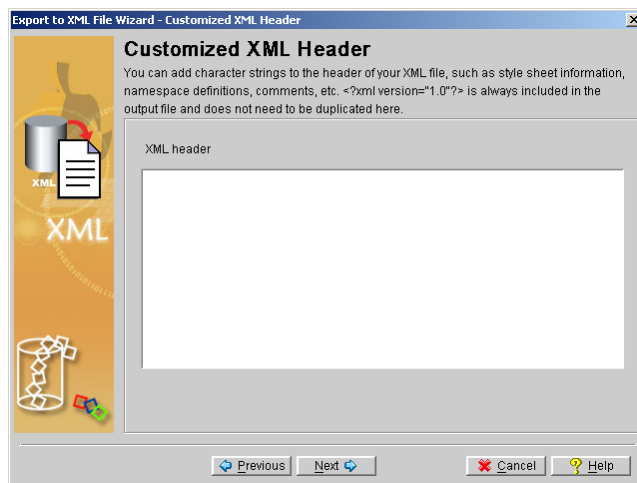 Export to XML File Wizard - Customized XML Header
Customized XML Header
You can add character strings to the header of your XML file, such as style sheet information,
namespace definitions, comments, etc. <?xml version="1.0"?> is always included in the
output file and does not need to be duplicated here.
XML header
XML
XML
Previous
Next
Cancel
Help